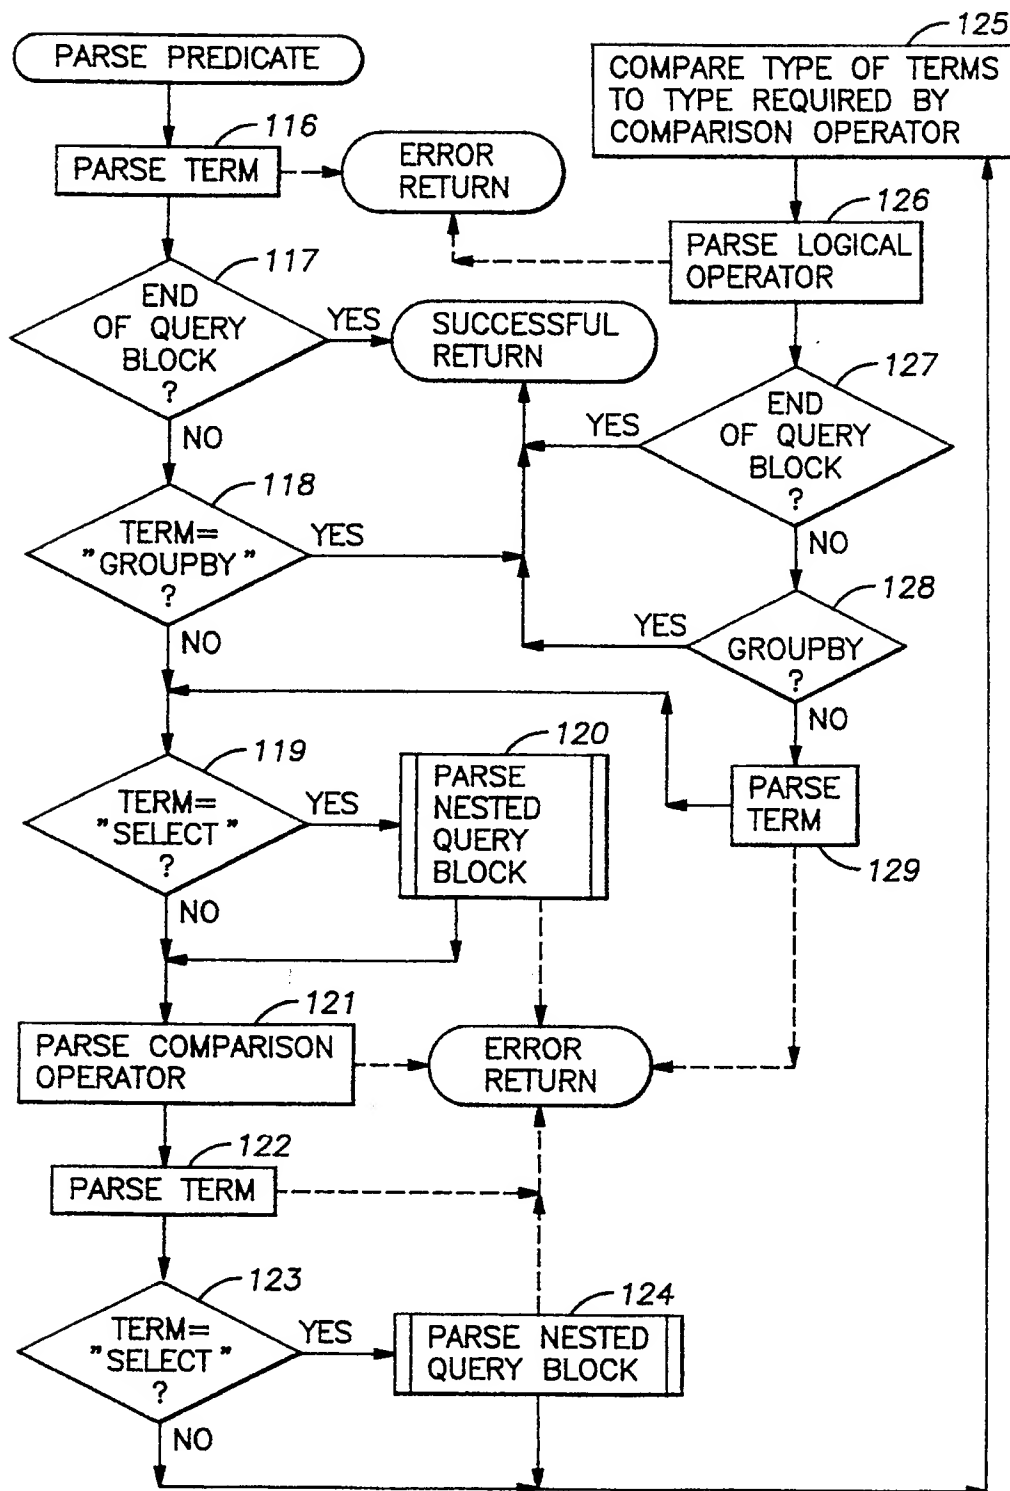 PARSE PREDICATE
116
PARSE TERM
ERROR
RETURN
117
END
OF QUERY
BLOCK
?
YES
SUCCESSFUL
RETURN
NO
118
TERM=
"GROUPBY"
?
YES
NO
119
TERM=
"SELECT"
?
YES
120
PARSE
NESTED
QUERY
BLOCK
NO
121
PARSE COMPARISON
OPERATOR
ERROR
RETURN
122
PARSE TERM
123
TERM=
"SELECT"
?
YES
124
PARSE NESTED
QUERY BLOCK
NO
125
COMPARE TYPE OF TERMS
TO TYPE REQUIRED BY
COMPARISON OPERATOR
126
PARSE LOGICAL
OPERATOR
127
END
OF QUERY
BLOCK
?
YES
NO
128
GROUPBY
?
YES
NO
PARSE
TERM
129